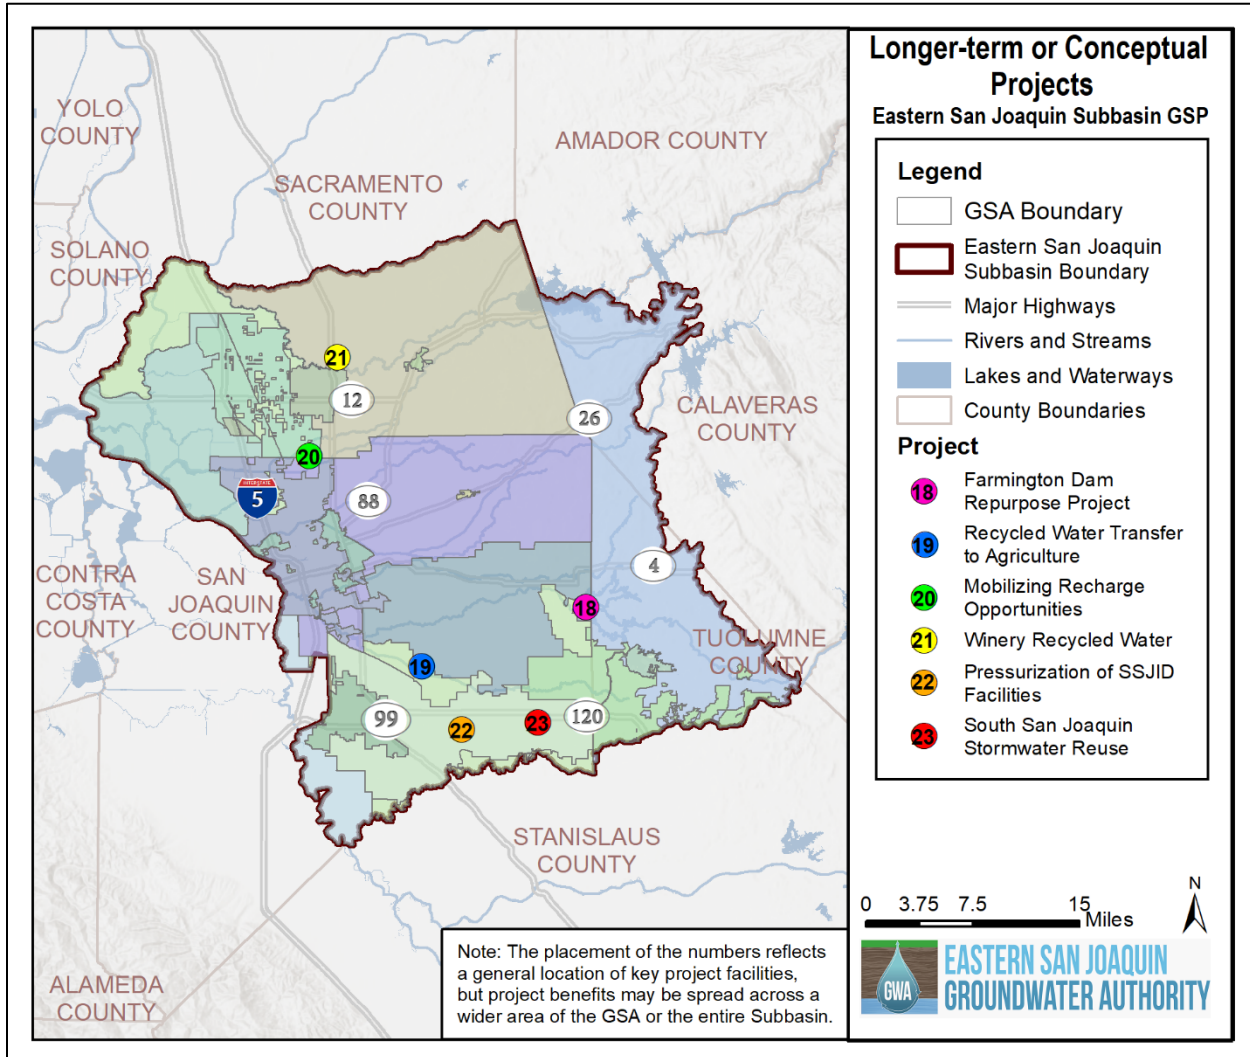 Longer-term or Conceptual
Projects
Eastern San Joaquin Subbasin GSP
Legend
GSA Boundary
Eastern San Joaquin
Subbasin Boundary
Major Highways
Rivers and Streams
Lakes and Waterways
County Boundaries
Project
18 Farmington Dam
Repurpose Project
19 Recycled Water Transfer
to Agriculture
20 Mobilizing Recharge
Opportunities
21 Winery Recycled Water
22 Pressurization of SSJID
Facilities
23 South San Joaquin
Stormwater Reuse
N
0 3.75 7.5 15
Miles
GWA
EASTERN SAN JOAQUIN
GROUNDWATER AUTHORITY
YOLO
COUNTY
AMADOR COUNTY
SACRAMENTO
COUNTY
SOLANO
COUNTY
21
12
26
CALAVERAS
COUNTY
20
INTERSTATE
5
88
4
CONTRA
COSTA
COUNTY
SAN
JOAQUIN
COUNTY
18
TUOLUMNE
COUNTY
19
99
22
23
120
STANISLAUS
COUNTY
ALAMEDA
COUNTY
Note: The placement of the numbers reflects
a general location of key project facilities,
but project benefits may be spread across a
wider area of the GSA or the entire Subbasin.